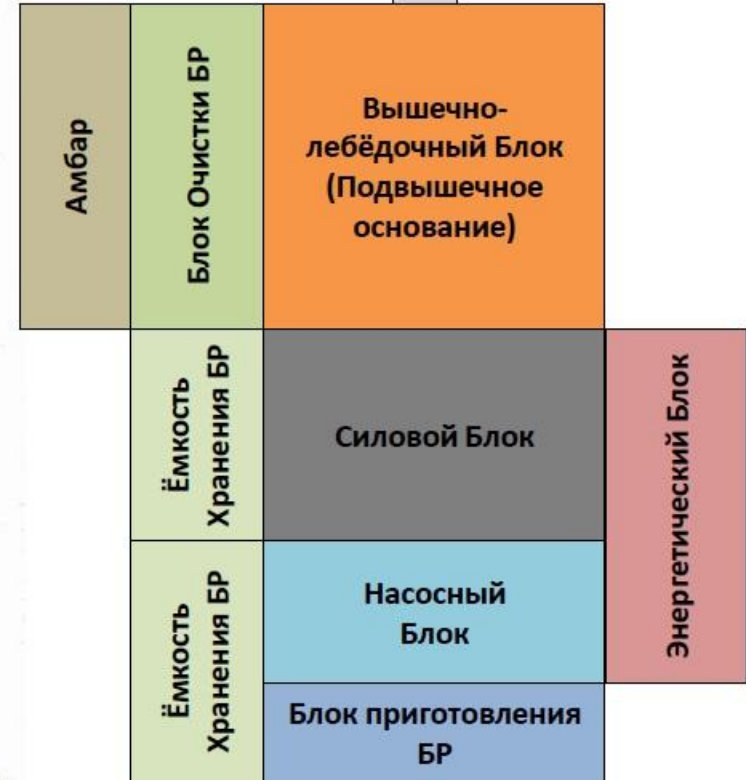 Амбар
Блок Очистки БР
Вышечно-
лебёдочный Блок
(Подвышечное
основание)
Ёмкость
Хранения БР
Силовой Блок
Энергетический Блок
Ёмкость
Хранения БР
Насосный
Блок
Блок приготовления
БР